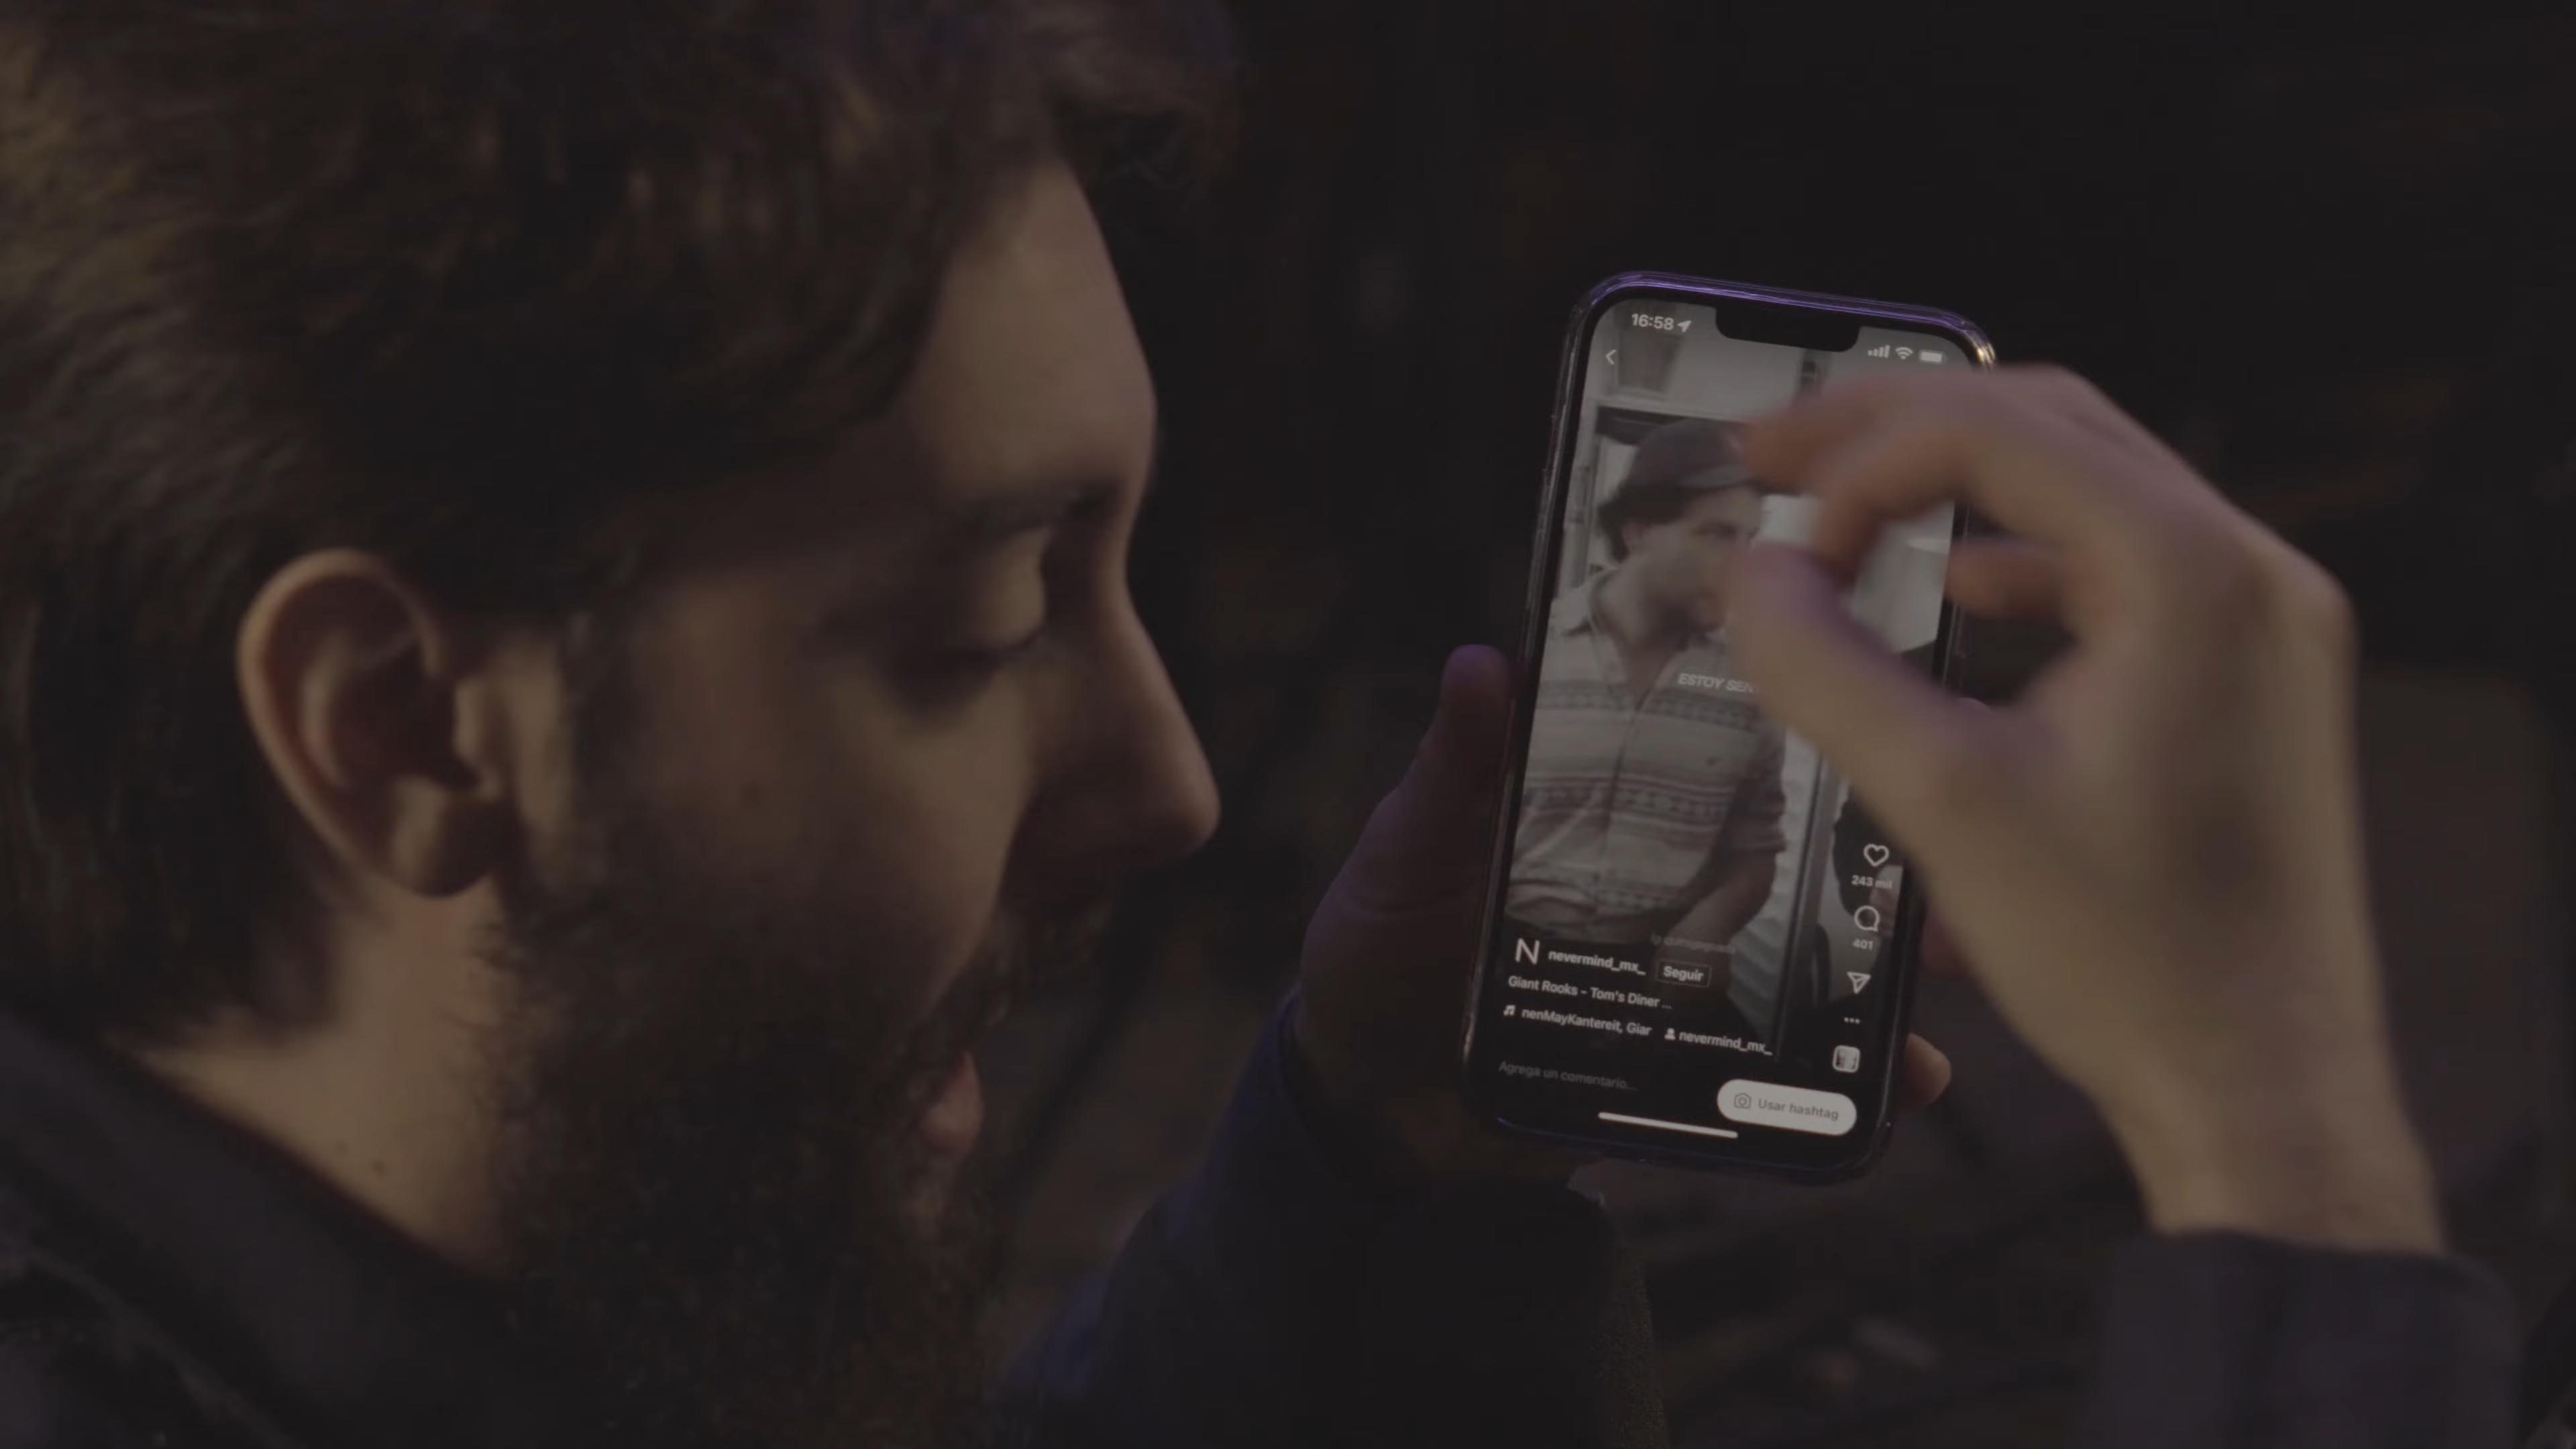 16:58
ESTOY
nevermind_mx_ Seguir
Giant Rooks - Tom's Diner ...
nenMayKantereit, Giar nevermind_mx_
243 mil
401
Agrega un comentario...
Usar hashtag